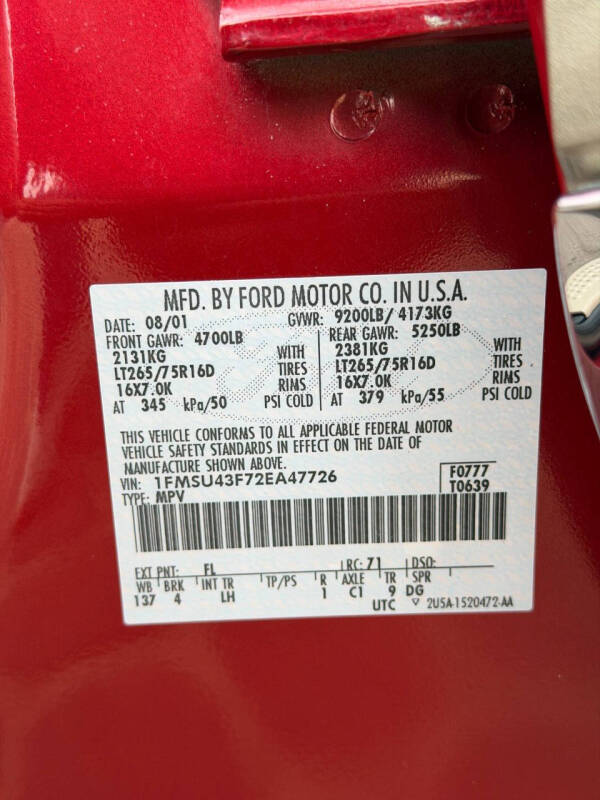 MFD. BY FORD MOTOR CO. IN U.S.A.
DATE: 08/01 GVWR: 9200LB/ 4173KG
FRONT GAWR: 4700LB REAR GAWR: 5250LB
2131KG WITH 2381KG WITH
LT265/75R16D TIRES LT265/75R16D TIRES
16X7.0K RIMS 16X7.0K RIMS
AT 345 kPa/50 PSI COLD AT 379 kPa/55 PSI COLD
THIS VEHICLE CONFORMS TO ALL APPLICABLE FEDERAL MOTOR
VEHICLE SAFETY STANDARDS IN EFFECT ON THE DATE OF
MANUFACTURE SHOWN ABOVE.
VIN: 1FMSU43F72EA47726 F0777
TYPE: MPV T0639
EXT PNT: FL RC: 71 DSO:
WB BRK INT TR TP/PS R AXLE TR SPR
137 4 LH 1 C1 9 DG
UTC ▽ 2U5A-1520472-AA